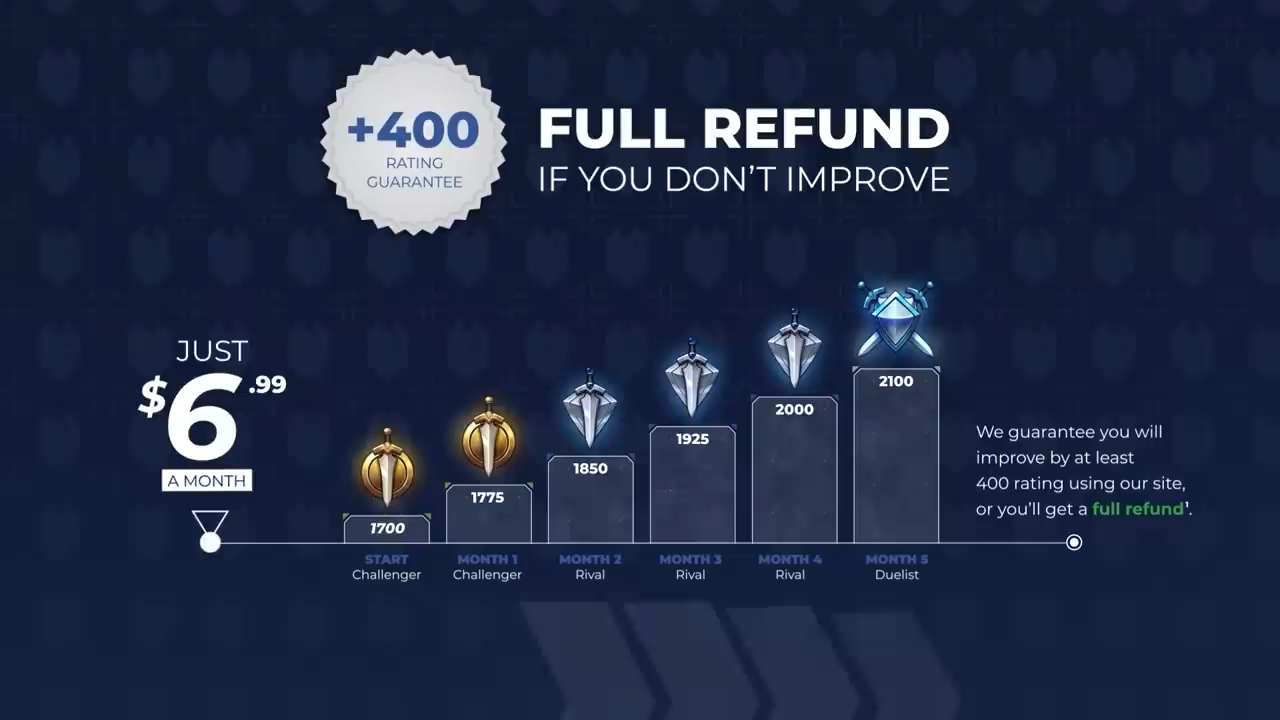 +400
RATING
GUARANTEE
FULL REFUND
IF YOU DON'T IMPROVE
JUST
$6.99
A MONTH
1700
1775
1850
1925
2000
2100
START
Challenger
MONTH 1
Challenger
MONTH 2
Rival
MONTH 3
Rival
MONTH 4
Rival
MONTH 5
Duelist
We guarantee you will
improve by at least
400 rating using our site,
or you'll get a full refund¹.